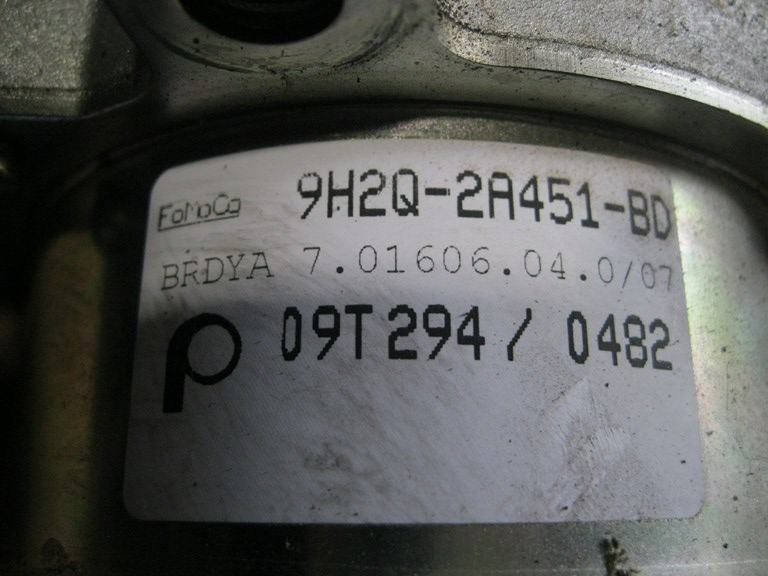 FoMoCo 9H2Q-2A451-BD
BRDYA 7.01606.04.0/07
09T294/ 0482